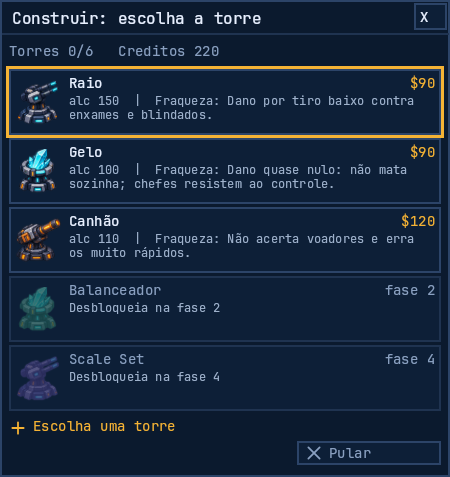 Construir: escolha a torre
X
Torres 0/6 Creditos 220
Raio $90
alc 150 | Fraqueza: Dano por tiro baixo contra
enxames e blindados.
Gelo $90
alc 100 | Fraqueza: Dano quase nulo: não mata
sozinha; chefes resistem ao controle.
Canhão $120
alc 110 | Fraqueza: Não acerta voadores e erra
os muito rápidos.
Balanceador fase 2
Desbloqueia na fase 2
Scale Set fase 4
Desbloqueia na fase 4
Escolha uma torre
Pular